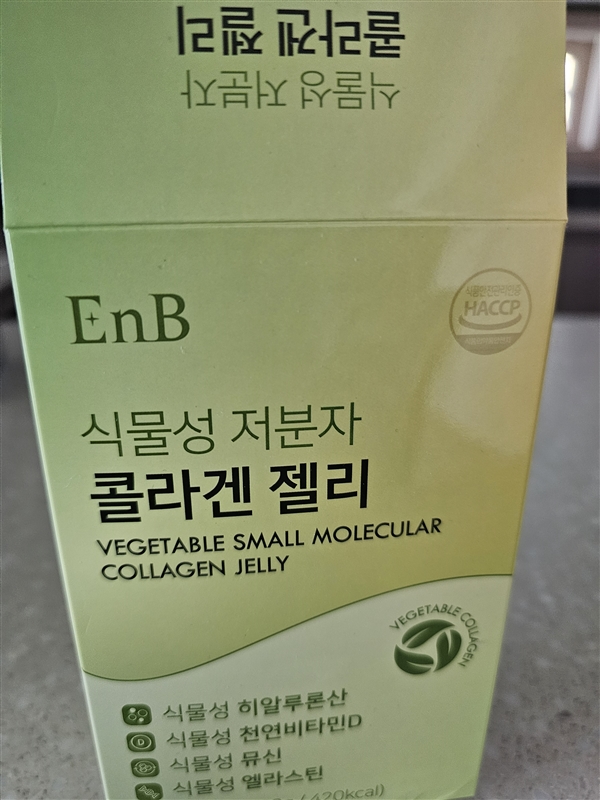 콜라겐 젤리
식물성 저분자
EnB
HACCP
식물성 저분자
콜라겐 젤리
VEGETABLE SMALL MOLECULAR
COLLAGEN JELLY
VEGETABLE COLLAGEN
식물성 히알루론산
D 식물성 천연비타민D
식물성 뮤신
식물성 엘라스틴
420kcal)